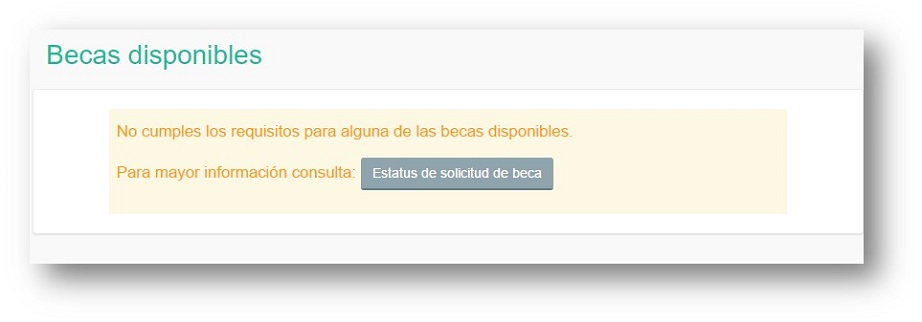 Becas disponibles
No cumples los requisitos para alguna de las becas disponibles.
Para mayor información consulta: Estatus de solicitud de beca